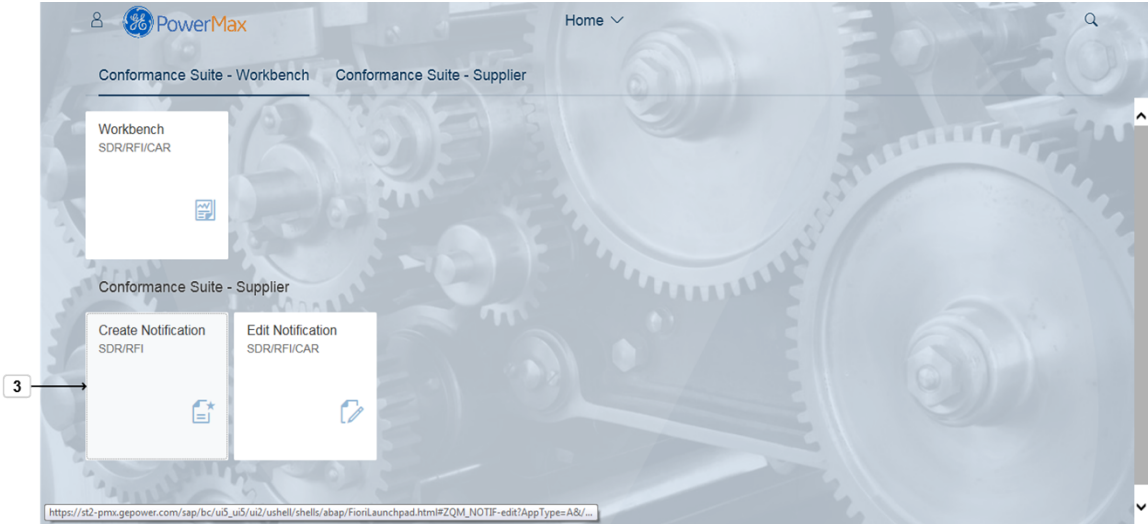 PowerMax
Home
Conformance Suite - Workbench Conformance Suite - Supplier
Workbench
SDR/RFI/CAR
Conformance Suite - Supplier
Create Notification
SDR/RFI
Edit Notification
SDR/RFI/CAR
3
https://st2-pmx.gepower.com/sap/bc/ui5_ui5/ui2/ushell/shells/abap/FioriLaunchpad.html#ZQM_NOTIF-edit?AppType=A&/...